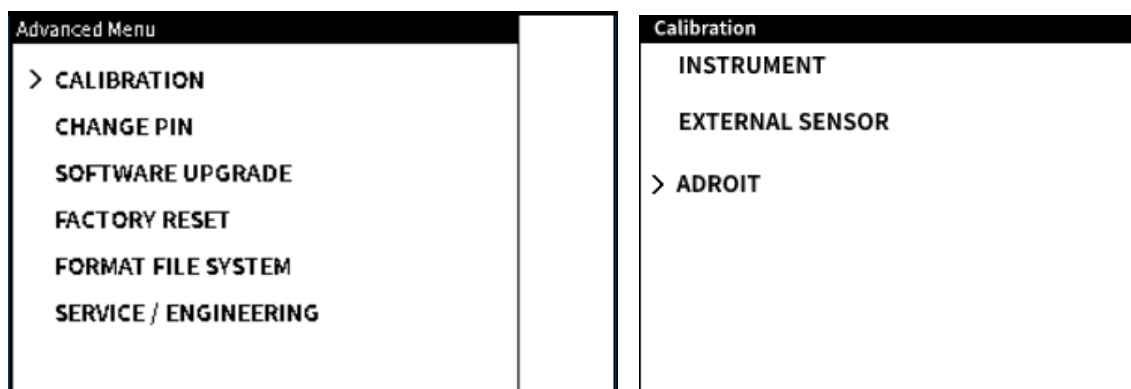 Advanced Menu
> CALIBRATION
CHANGE PIN
SOFTWARE UPGRADE
FACTORY RESET
FORMAT FILE SYSTEM
SERVICE / ENGINEERING
Calibration
INSTRUMENT
EXTERNAL SENSOR
> ADROIT